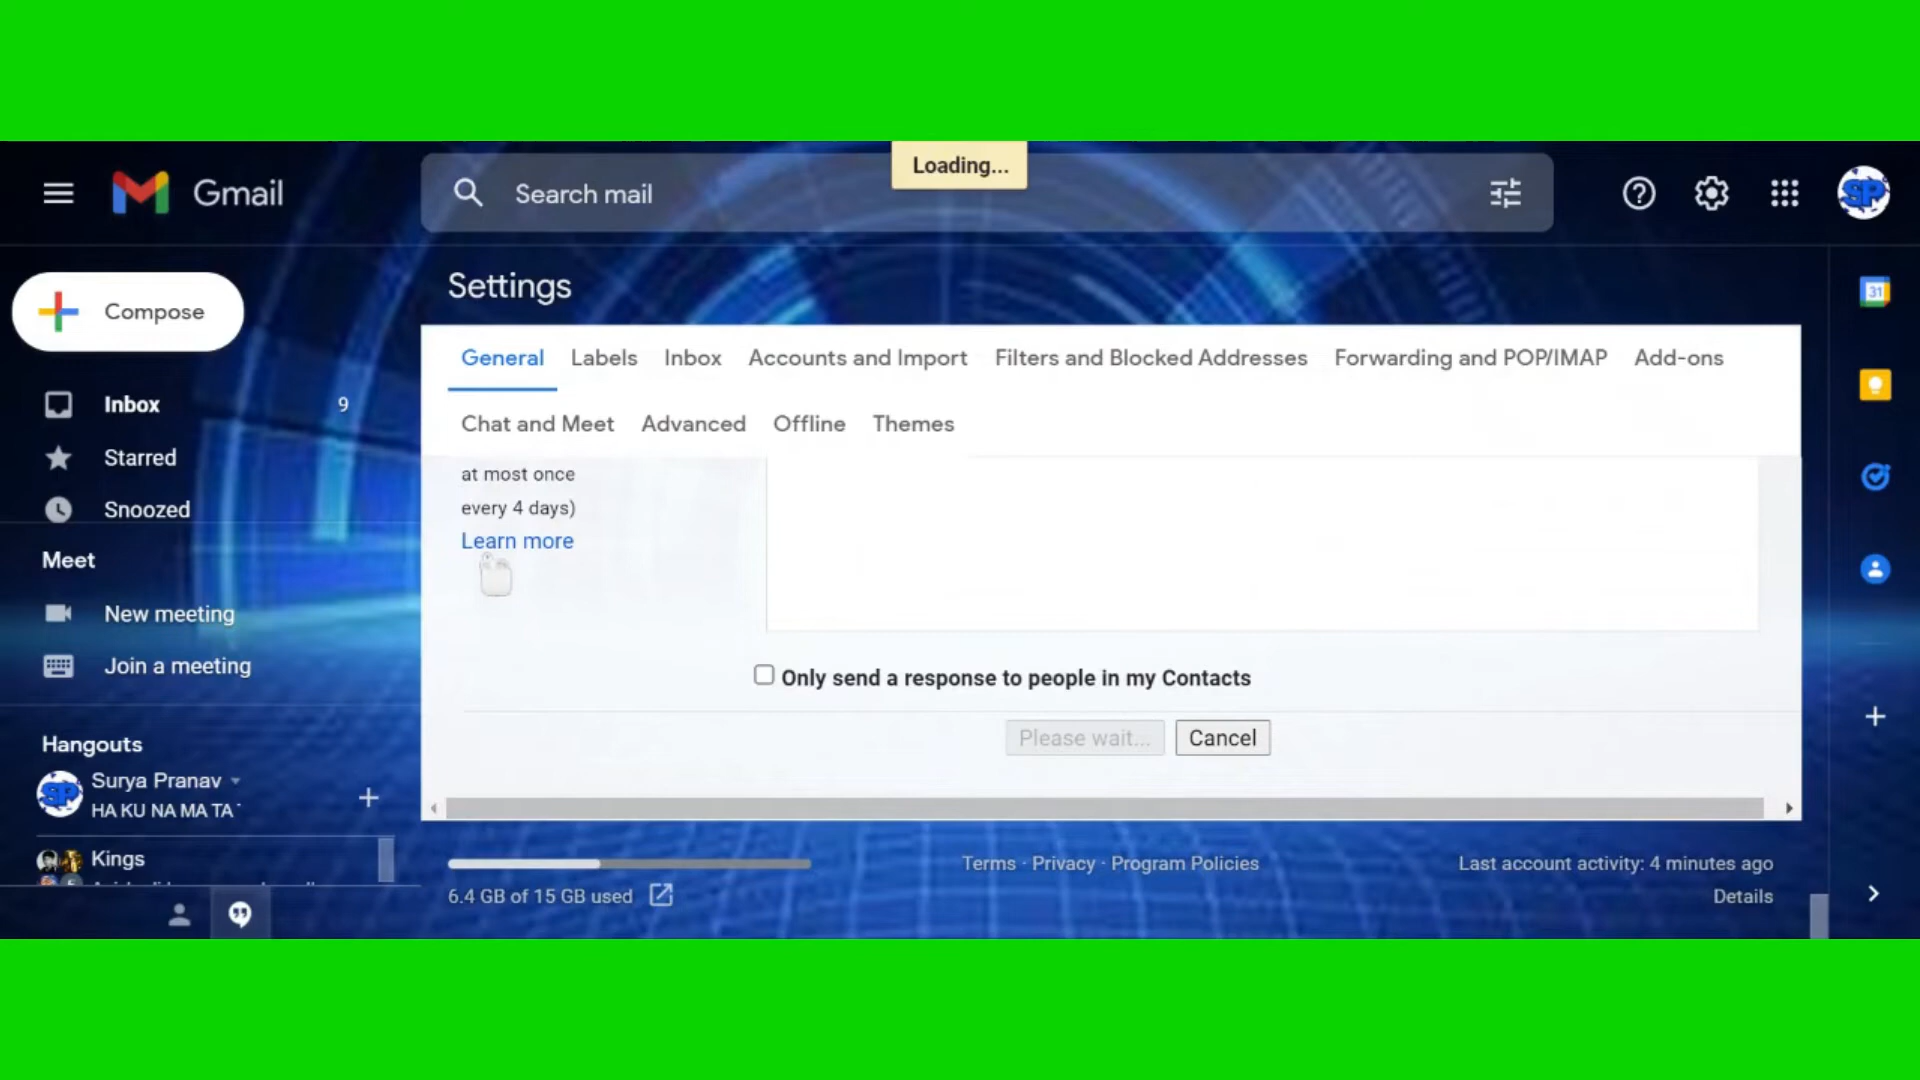 Loading...
Gmail
Search mail
SP
Compose
Settings
31
General Labels Inbox Accounts and Import Filters and Blocked Addresses Forwarding and POP/IMAP Add-ons
Chat and Meet Advanced Offline Themes
Inbox 9
Starred
Snoozed
at most once
every 4 days)
Learn more
Meet
New meeting
Join a meeting
Only send a response to people in my Contacts
Please wait... Cancel
Hangouts
SP
Surya Pranav
HA KU NA MA TA
Kings
6.4 GB of 15 GB used
Terms · Privacy · Program Policies
Last account activity: 4 minutes ago
Details